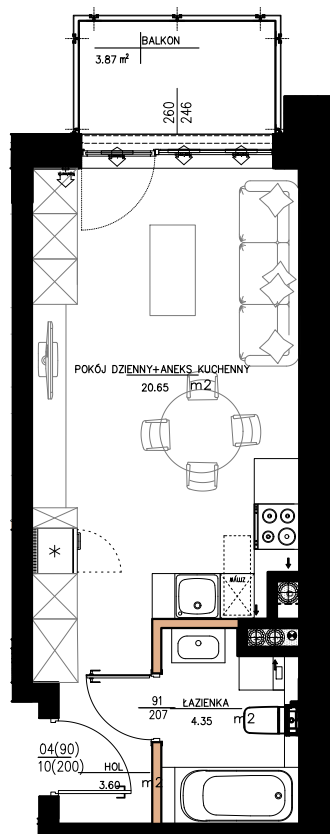 BALKON
3.87 m²
260
246
POKÓJ DZIENNY+ANEKS KUCHENNY
20.65 m2
91
207
ŁAZIENKA
4.35 m2
04(90)
10(200)
HOL
3.60 m2